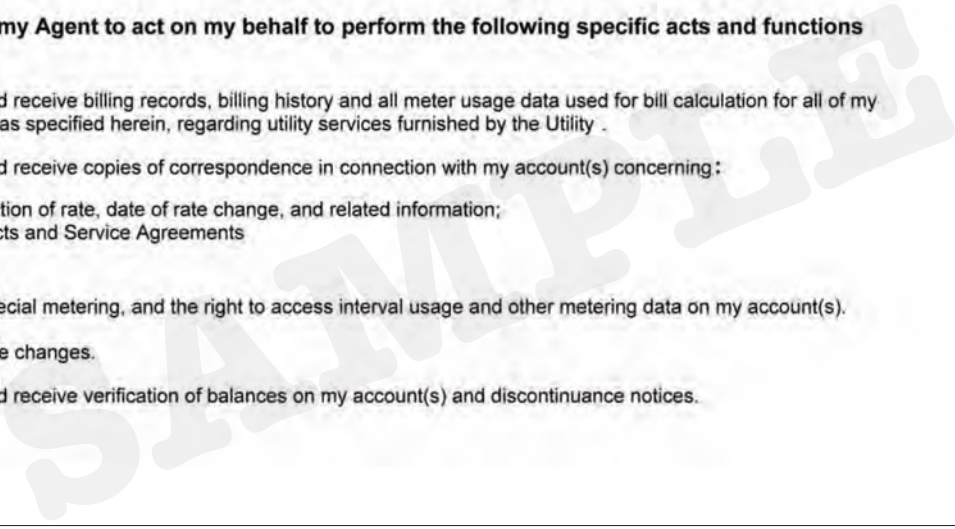 my Agent to act on my behalf to perform the following specific acts and functions
d receive billing records, billing history and all meter usage data used for bill calculation for all of my
as specified herein, regarding utility services furnished by the Utility .
d receive copies of correspondence in connection with my account(s) concerning:
tion of rate, date of rate change, and related information;
cts and Service Agreements
ecial metering, and the right to access interval usage and other metering data on my account(s).
e changes.
d receive verification of balances on my account(s) and discontinuance notices.
SAMPLE